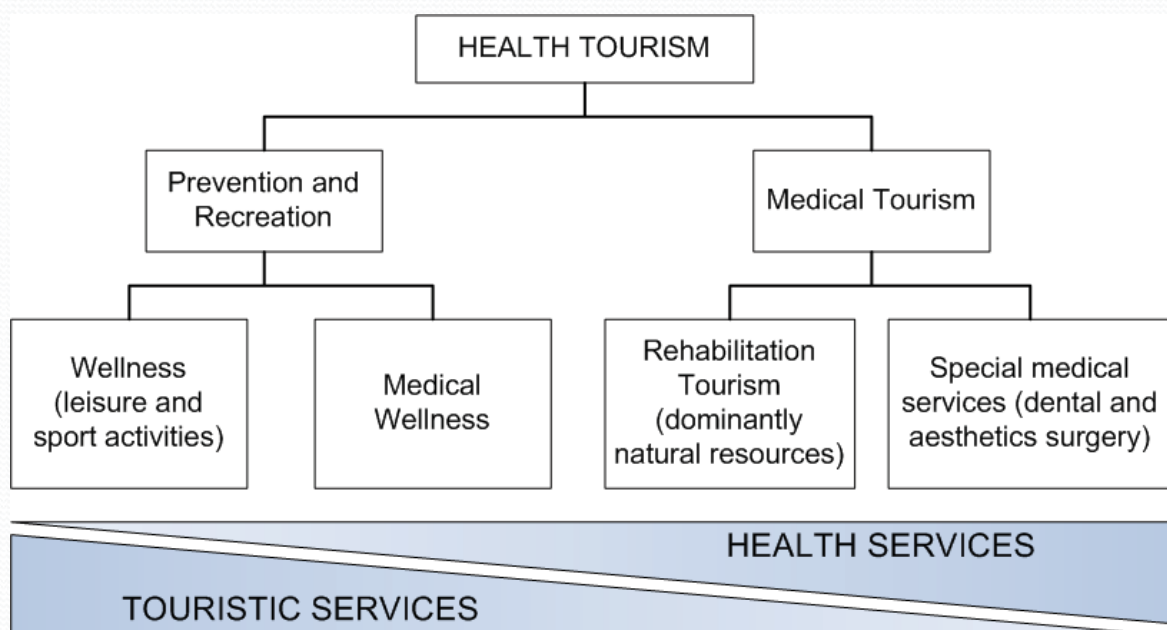 HEALTH TOURISM
Prevention and
Recreation
Medical Tourism
Wellness
(leisure and
sport activities)
Medical
Wellness
Rehabilitation
Tourism
(dominantly
natural resources)
Special medical
services (dental and
aesthetics surgery)
HEALTH SERVICES
TOURISTIC SERVICES